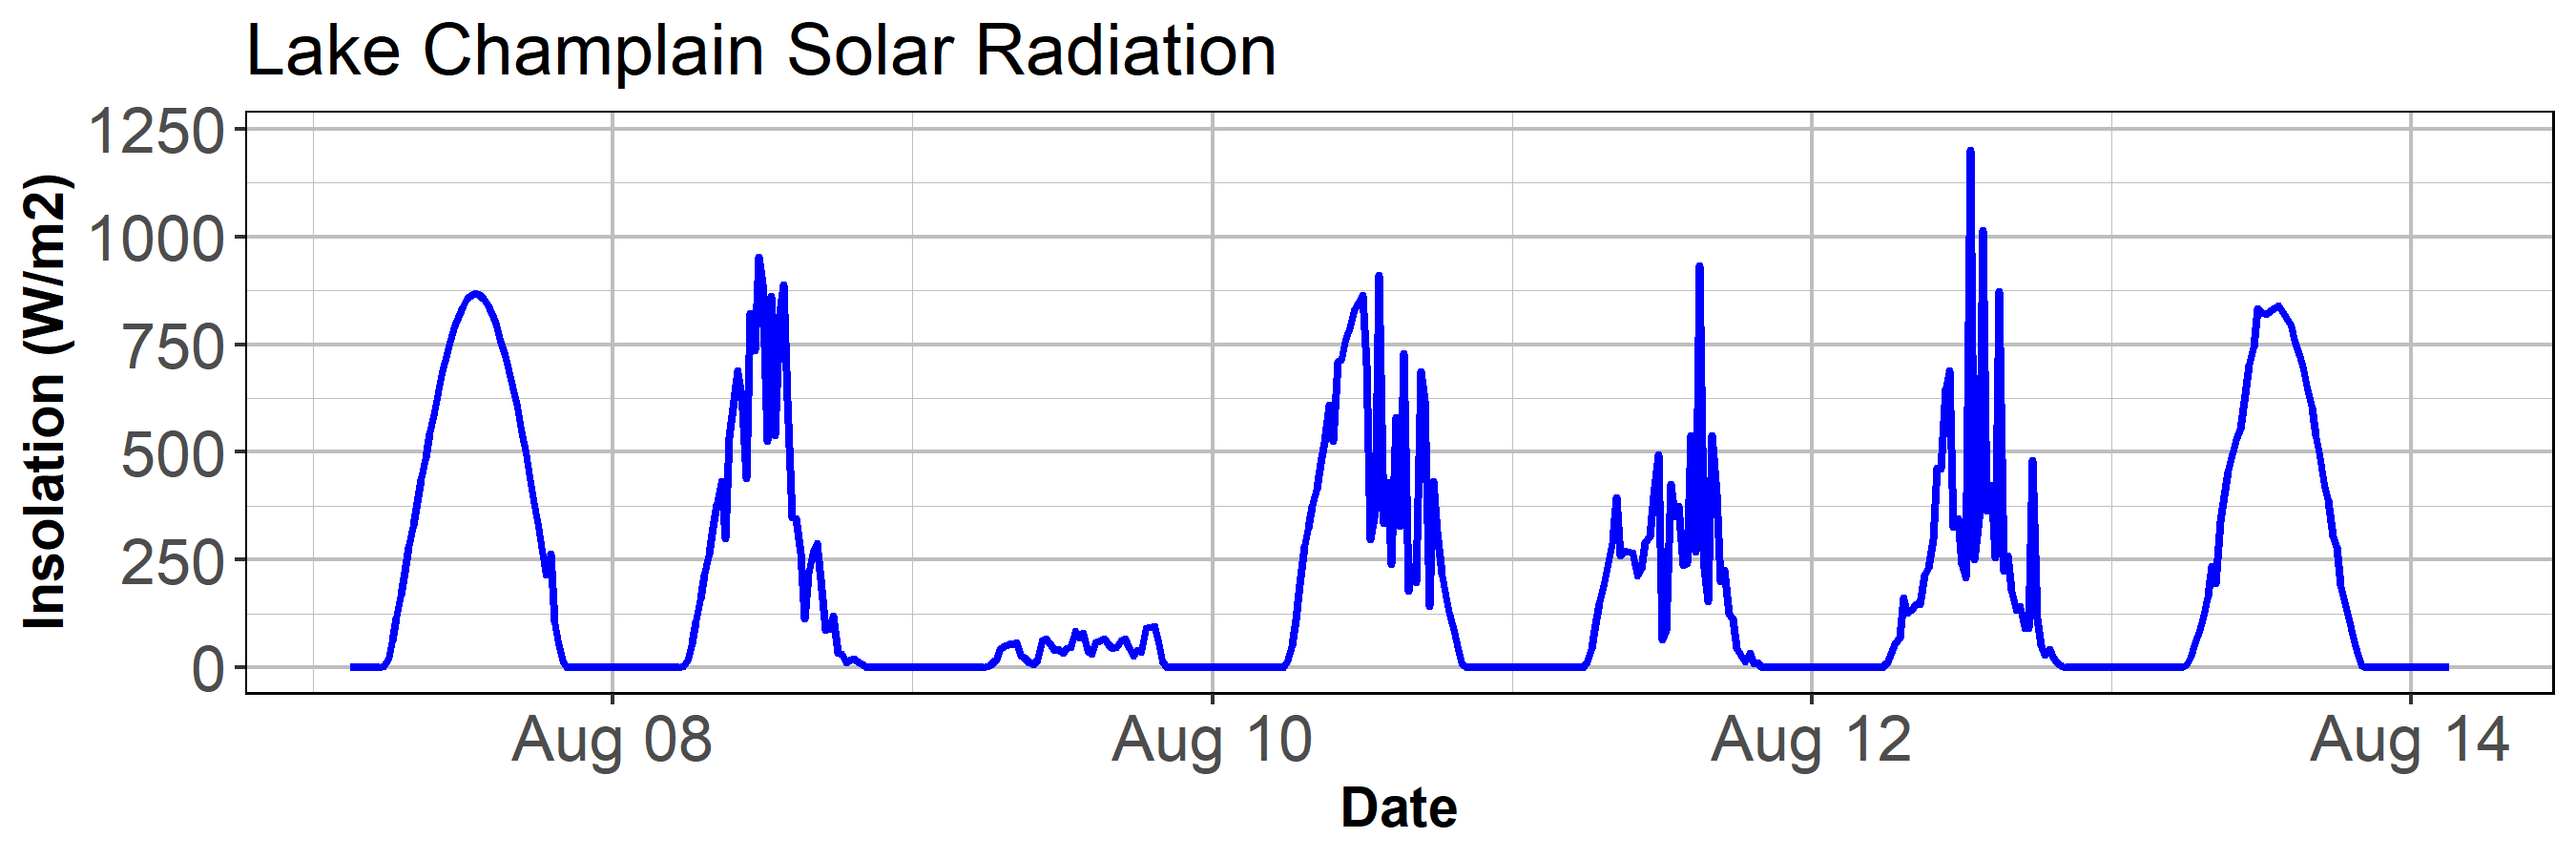 Lake Champlain Solar Radiation
1250
1000
750
500
250
0
Insolation (W/m2)
Aug 08
Aug 10
Aug 12
Aug 14
Date